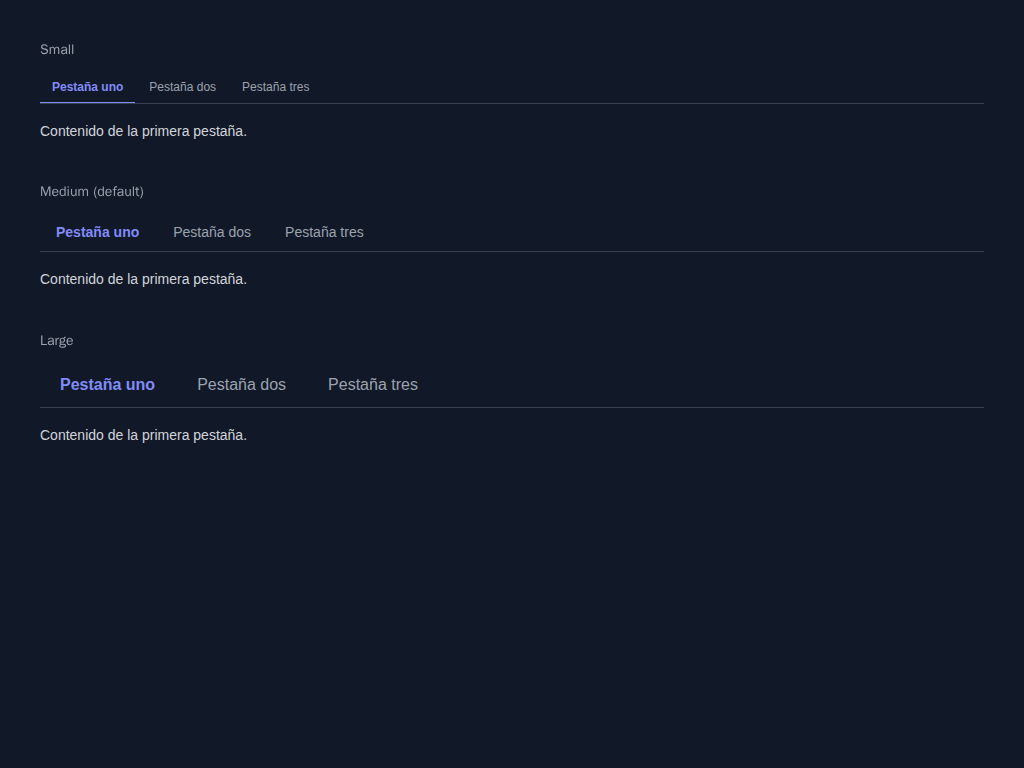 Small
Pestaña uno Pestaña dos Pestaña tres
Contenido de la primera pestaña.
Medium (default)
Pestaña uno Pestaña dos Pestaña tres
Contenido de la primera pestaña.
Large
Pestaña uno Pestaña dos Pestaña tres
Contenido de la primera pestaña.